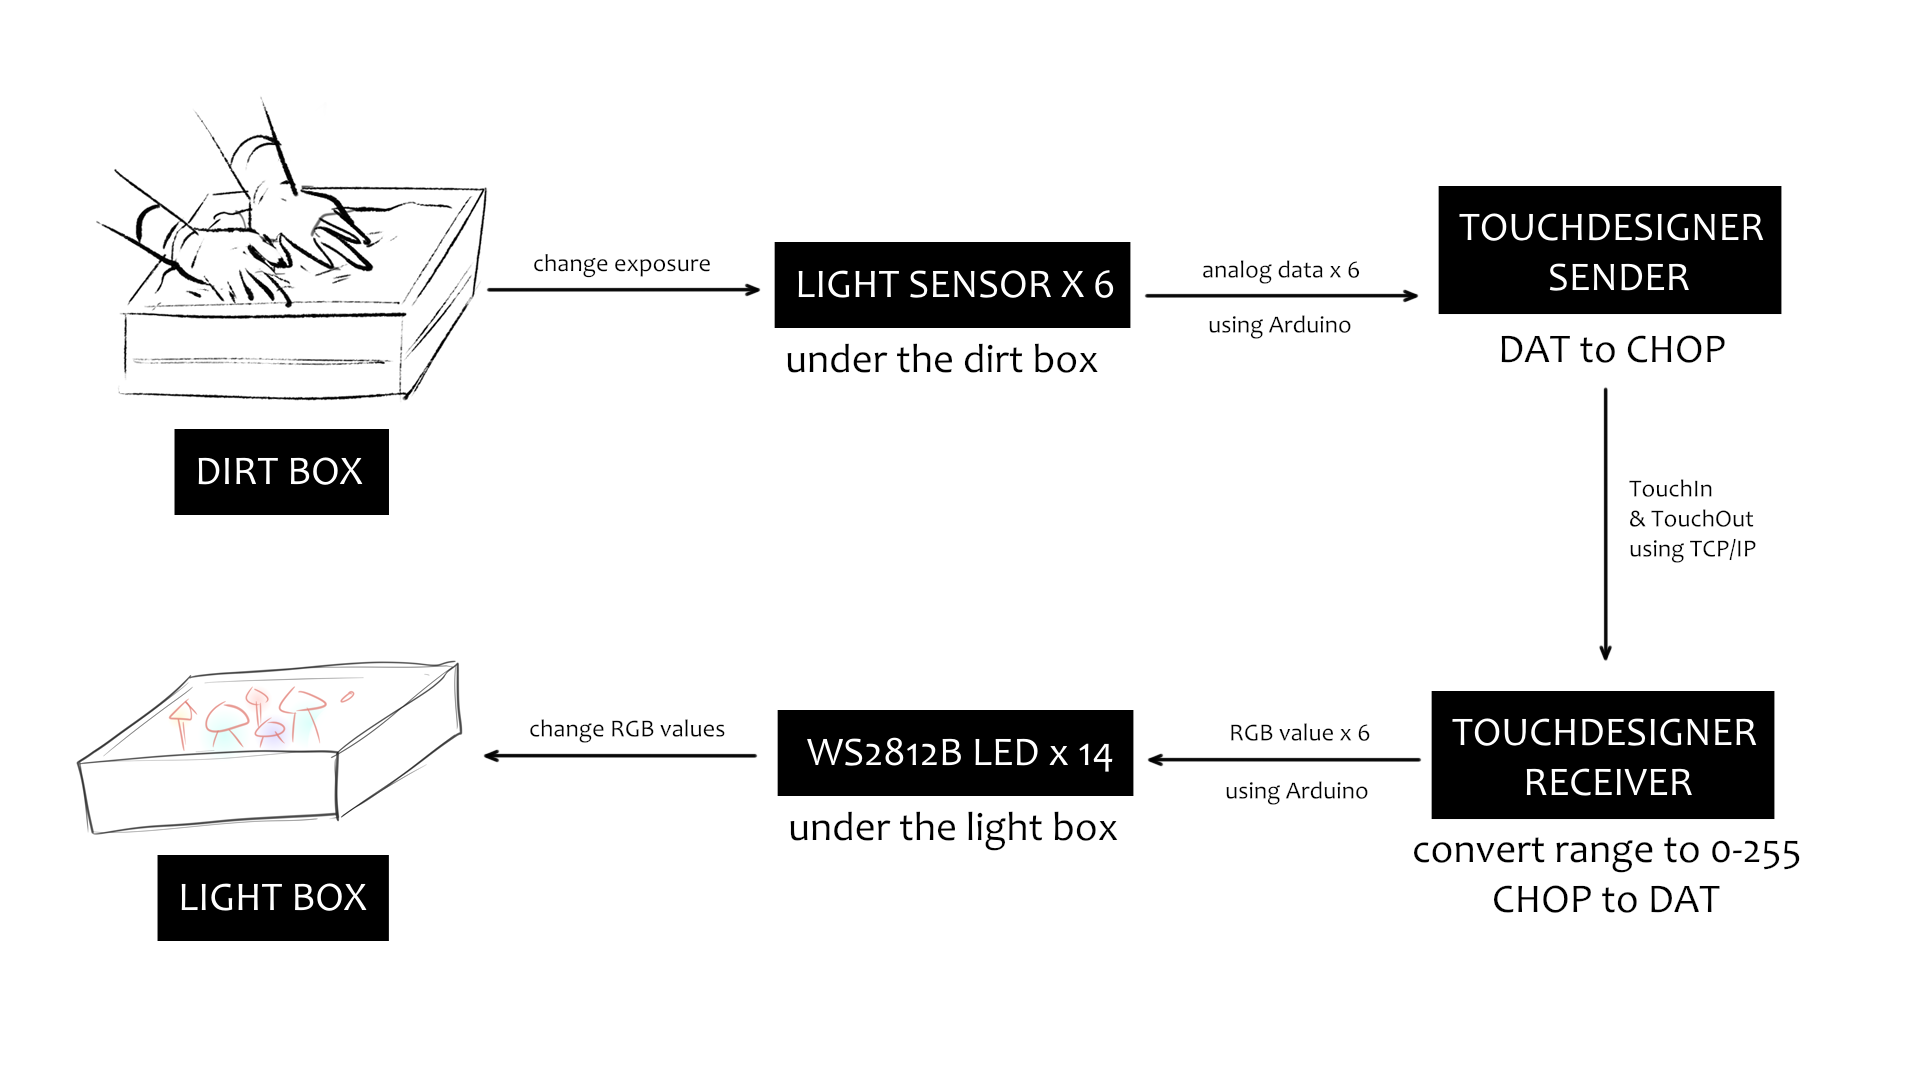 change exposure
LIGHT SENSOR X 6
under the dirt box
analog data x 6
using Arduino
TOUCHDESIGNER
SENDER
DAT to CHOP
DIRT BOX
TouchIn
& TouchOut
using TCP/IP
TOUCHDESIGNER
RECEIVER
convert range to 0-255
CHOP to DAT
RGB value x 6
using Arduino
WS2812B LED x 14
under the light box
change RGB values
LIGHT BOX